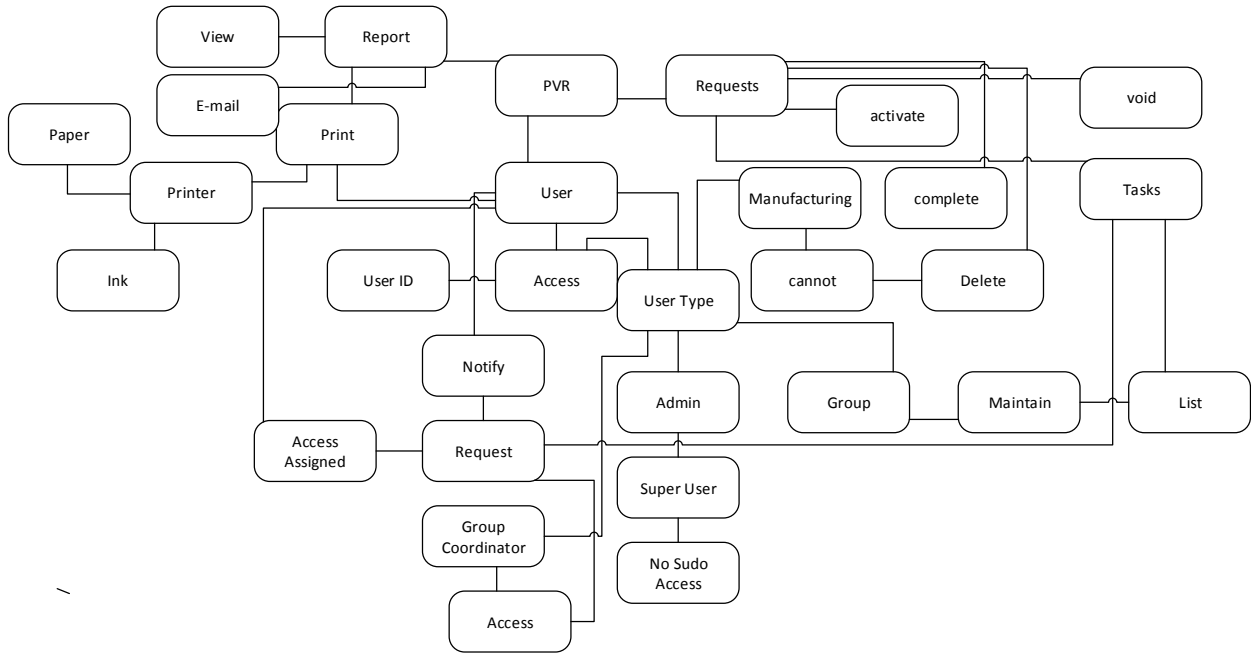 View
Report
PVR
Requests
void
E-mail
activate
Paper
Print
Printer
User
Manufacturing
complete
Tasks
Ink
User ID
Access
User Type
cannot
Delete
Notify
Admin
Group
Maintain
List
Access
Assigned
Request
Super User
Group
Coordinator
No Sudo
Access
Access